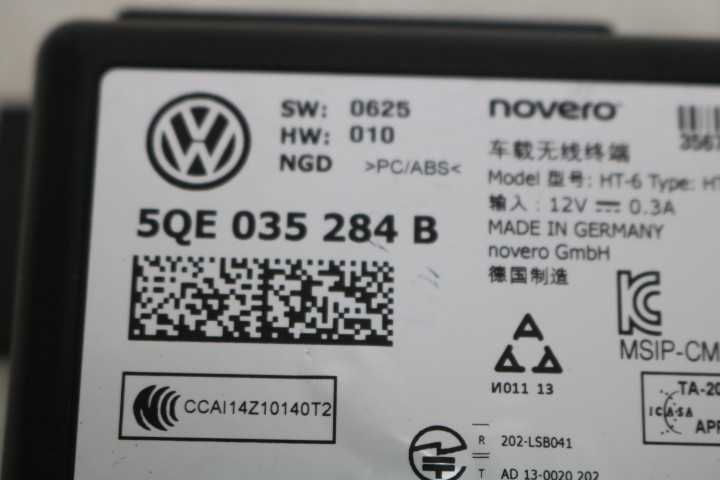 SW: 0625
HW: 010
NGD >PC/ABS<
5QE 035 284 B
CCAI14Z10140T2
novero
车载无线终端
Model 型号: HT-6 Type: HT
输入: 12V 0.3A
MADE IN GERMANY
novero GmbH
德国制造
И011 13
R 202-LSB041
T AD 13-0020 202
3567
MSIP-CM
TA-20
ICASA
APP